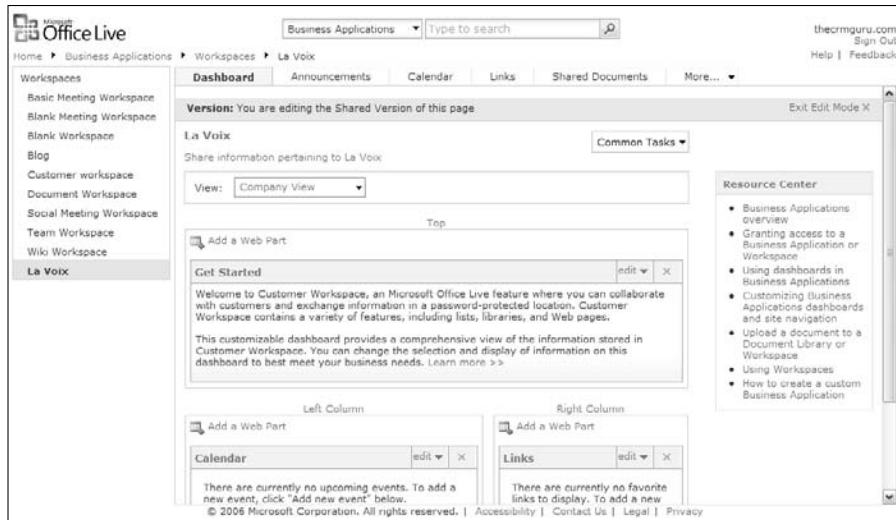 Microsoft
Office Live
Business Applications
Type to search
thecrmguru.com
Sign Out
Home Business Applications Workspaces La Voix
Help | Feedback
Workspaces
Basic Meeting Workspace
Blank Meeting Workspace
Blank Workspace
Blog
Customer workspace
Document Workspace
Social Meeting Workspace
Team Workspace
Wiki Workspace
La Voix
Dashboard Announcements Calendar Links Shared Documents More...
Version: You are editing the Shared Version of this page
Exit Edit Mode X
La Voix
Share information pertaining to La Voix
Common Tasks
View: Company View
Top
Add a Web Part
Get Started
edit X
Welcome to Customer Workspace, an Microsoft Office Live feature where you can collaborate
with customers and exchange information in a password-protected location. Customer
Workspace contains a variety of features, including lists, libraries, and Web pages.
This customizable dashboard provides a comprehensive view of the information stored in
Customer Workspace. You can change the selection and display of information on this
dashboard to best meet your business needs. Learn more >>
Left Column
Add a Web Part
Calendar
edit X
There are currently no upcoming events. To add a
new event, click "Add new event" below.
Right Column
Add a Web Part
Links
edit X
There are currently no favorite
links to display. To add a new
Resource Center
• Business Applications
overview
• Granting access to a
Business Application or
Workspace
• Using dashboards in
Business Applications
• Customizing Business
Applications dashboards
and site navigation
• Upload a document to a
Document Library or
Workspace
• Using Workspaces
• How to create a custom
Business Application
© 2006 Microsoft Corporation. All rights reserved. | Accessibility | Contact Us | Legal | Privacy